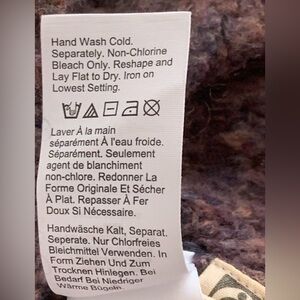 Hand Wash Cold.
Separately. Non-Chlorine
Bleach Only. Reshape and
Lay Flat to Dry. Iron on
Lowest Setting.
Laver À la main
séparément À l'eau froide.
Séparément. Seulement
agent de blanchiment
non-chlore. Redonner La
Forme Originale Et Sécher
À Plat. Repasser À Fer
Doux Si Nécessaire.
Handwäsche Kalt, Separat.
Seperate. Nur Chlorfreies
Bleichmittel Verwenden. In
Form Ziehen Und Zum
Trocknen Hinlegen. Bei
Bedarf Bei Niedriger
Wärme Bügeln.